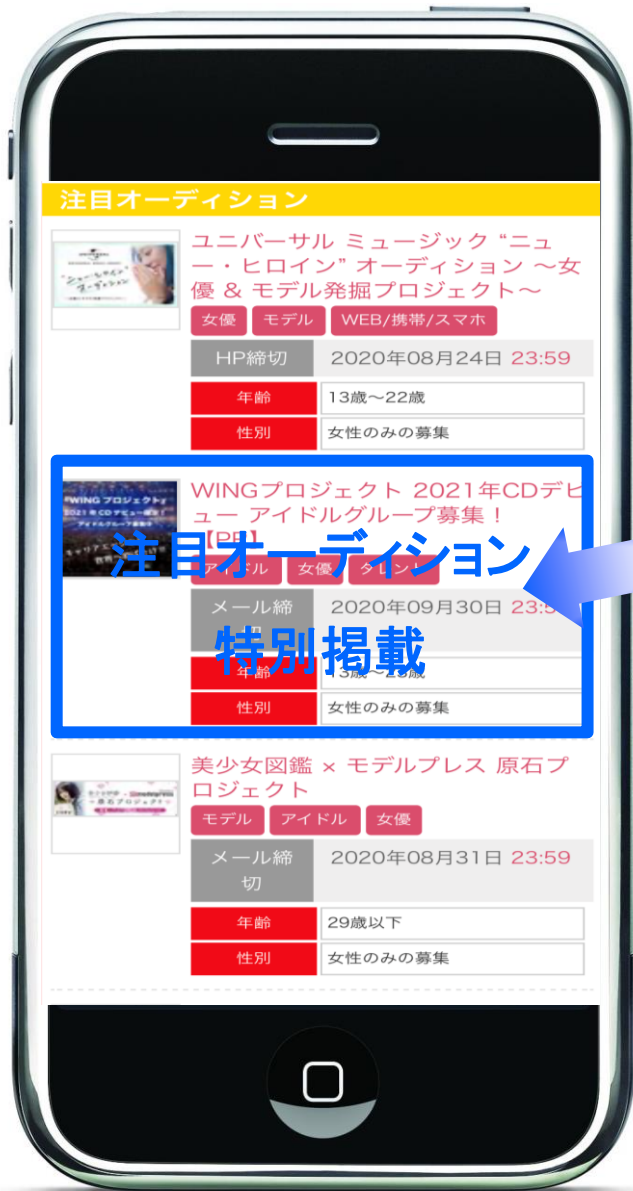 注目オーディション
ユニバーサル ミュージック “ニュ
ー・ヒロイン” オーディション ～女
優 & モデル発掘プロジェクト～
女優 モデル WEB/携帯/スマホ
HP締切 2020年08月24日 23:59
年齢 13歳～22歳
性別 女性のみの募集
WINGプロジェクト 2021年CDデビ
ュー アイドルグループ募集！
【PR】
アイドル 女優 タレント
注目オーディション
メール締
切
2020年09月30日
特別掲載
年齢
性別 女性のみの募集
美少女図鑑 × モデルプレス 原石プ
ロジェクト
モデル アイドル 女優
メール締
切
2020年08月31日 23:59
年齢 29歳以下
性別 女性のみの募集